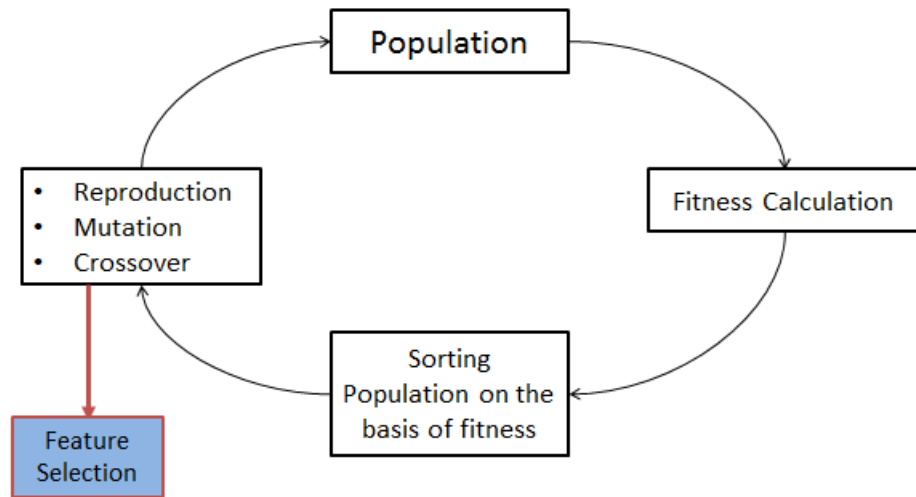 Population
Fitness Calculation
Sorting
Population on the
basis of fitness
• Reproduction
• Mutation
• Crossover
Feature
Selection